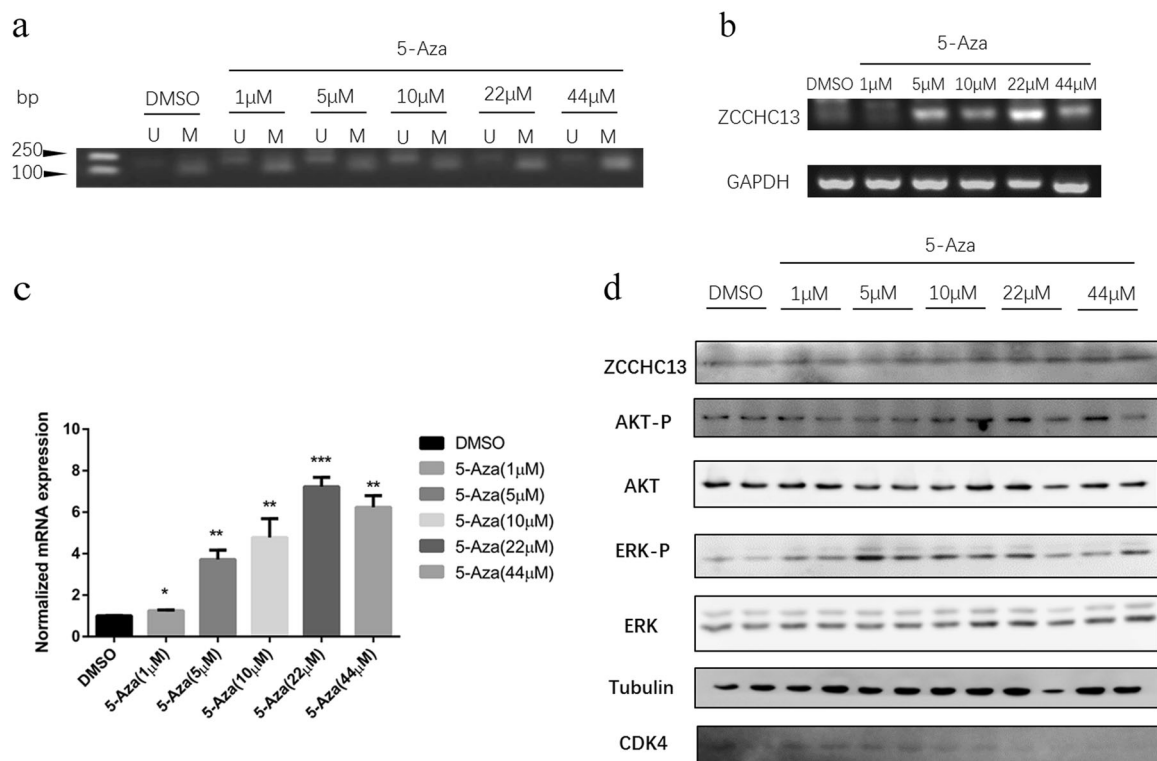 a
5-Aza
bp
DMSO 1μM 5μM 10μM 22μM 44μM
U M U M U M U M U M U M
250
100
b
5-Aza
DMSO 1μM 5μM 10μM 22μM 44μM
ZCCHC13
GAPDH
c
Normalized mRNA expression
10
8
6
4
2
0
*
**
**
***
**
DMSO
5-Aza(1μM)
5-Aza(5μM)
5-Aza(10μM)
5-Aza(22μM)
5-Aza(44μM)
DMSO
5-Aza(1μM)
5-Aza(5μM)
5-Aza(10μM)
5-Aza(22μM)
5-Aza(44μM)
d
5-Aza
DMSO 1μM 5μM 10μM 22μM 44μM
ZCCHC13
AKT-P
AKT
ERK-P
ERK
Tubulin
CDK4